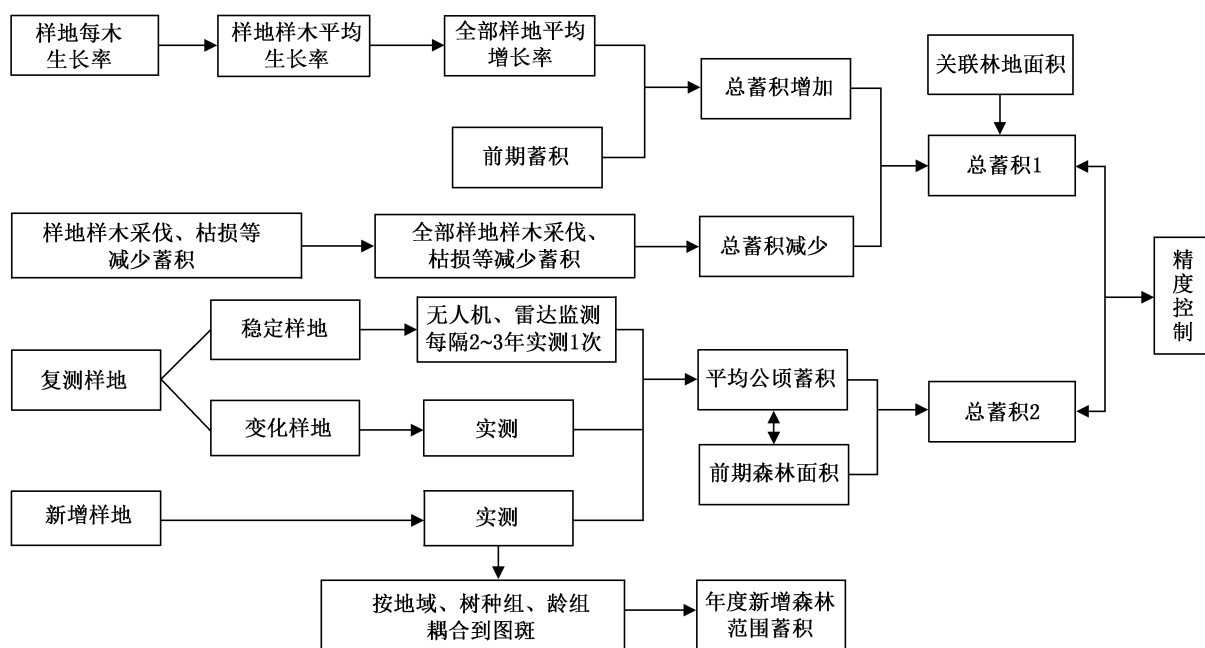 样地每木
生长率
样地样木平均
生长率
全部样地平均
增长率
前期蓄积
总蓄积增加
关联林地面积
总蓄积1
样地样木采伐、枯损等
减少蓄积
全部样地样木采伐、
枯损等减少蓄积
总蓄积减少
精
度
控
制
复测样地
稳定样地
无人机、雷达监测
每隔2~3年实测1次
变化样地
实测
平均公顷蓄积
前期森林面积
总蓄积2
新增样地
实测
按地域、树种组、龄组
耦合到图斑
年度新增森林
范围蓄积